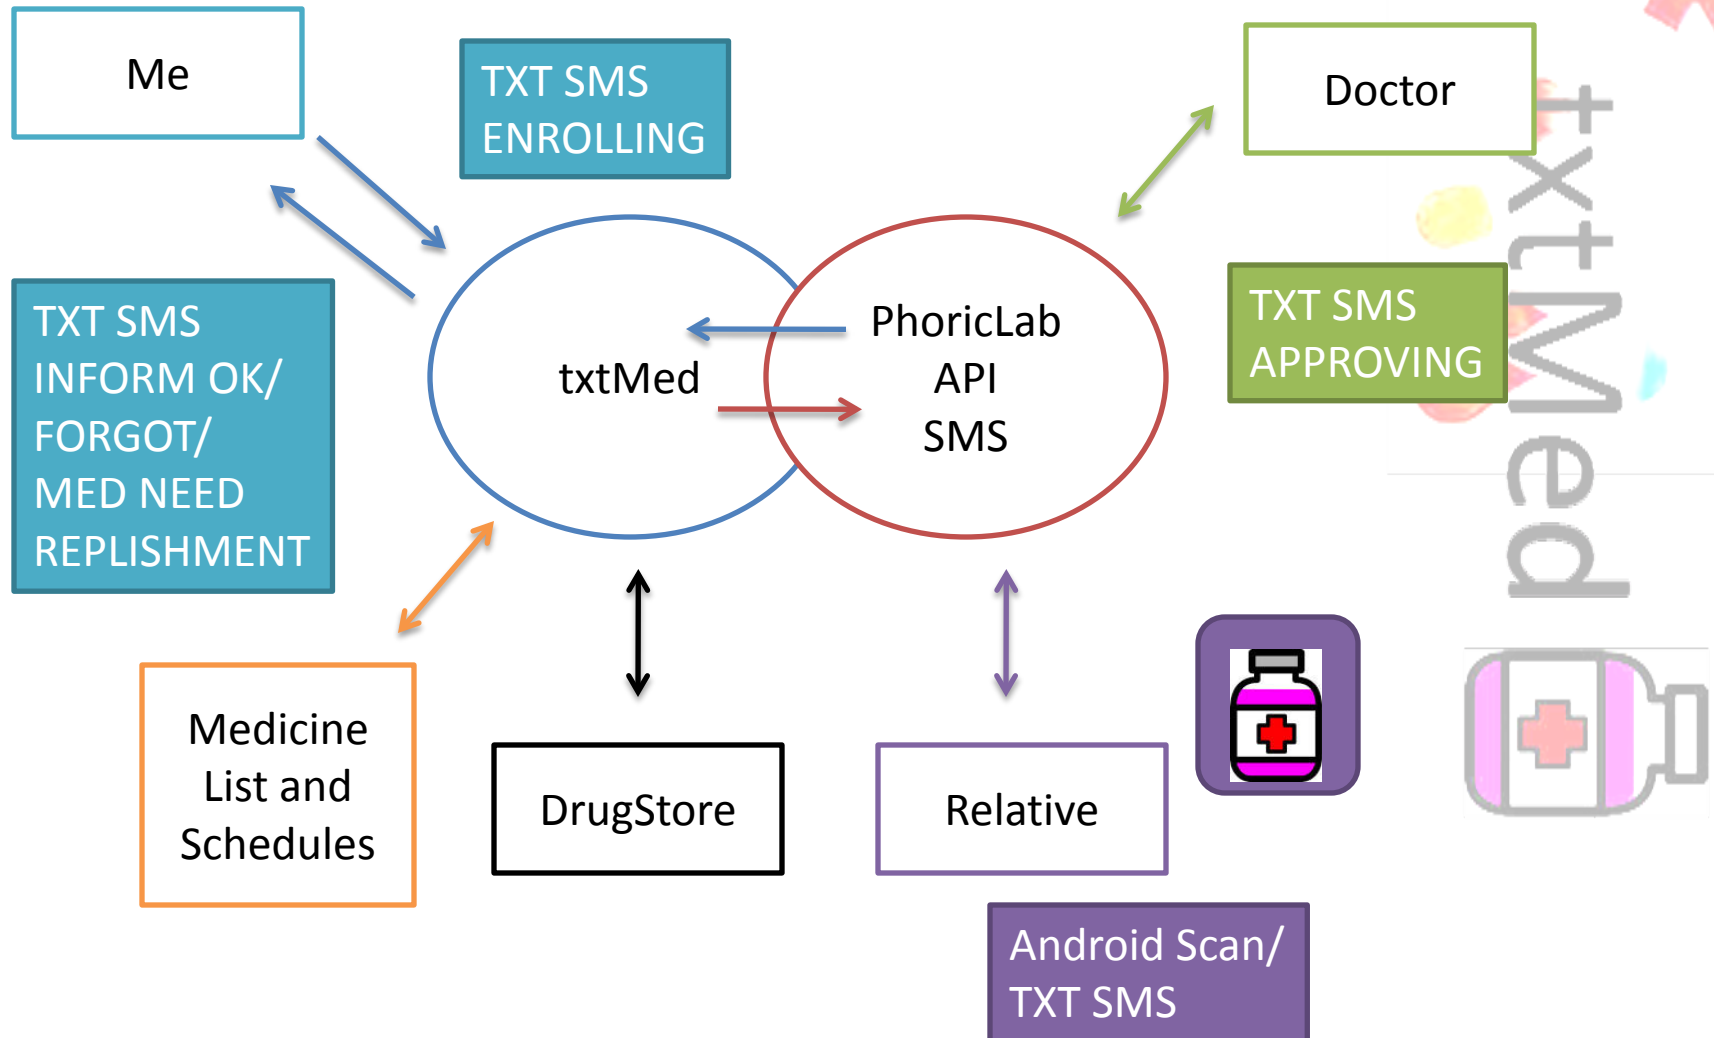 Me
TXT SMS
ENROLLING
Doctor
TXT SMS
INFORM OK/
FORGOT/
MED NEED
REPLISHMENT
txtMed
PhoricLab
API
SMS
TXT SMS
APPROVING
txtMed
Medicine
List and
Schedules
DrugStore
Relative
Android Scan/
TXT SMS